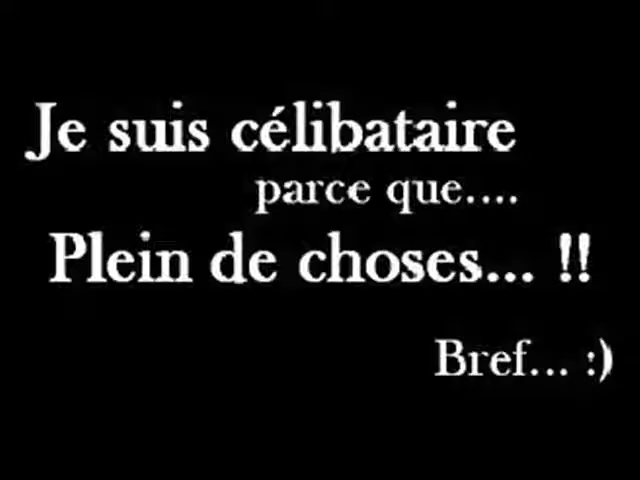 Je suis célibataire
parce que....
Plein de choses... !!
Bref... :)